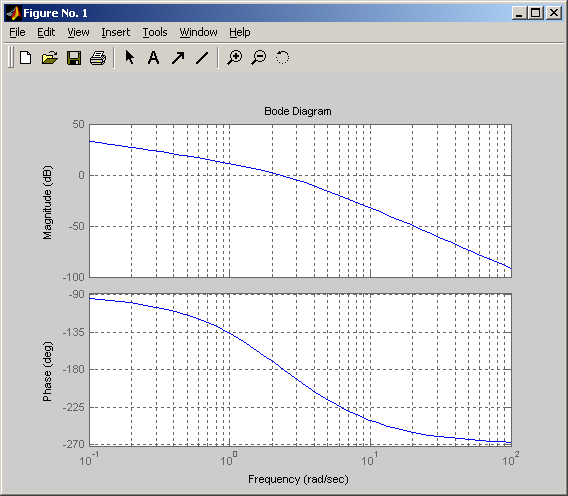 Figure No. 1
File Edit View Insert Tools Window Help
A
Bode Diagram
50
0
-50
-100
Magnitude (dB)
-90
-135
-180
-225
-270
Phase (deg)
10^-1 10^0 10^1 10^2
Frequency (rad/sec)